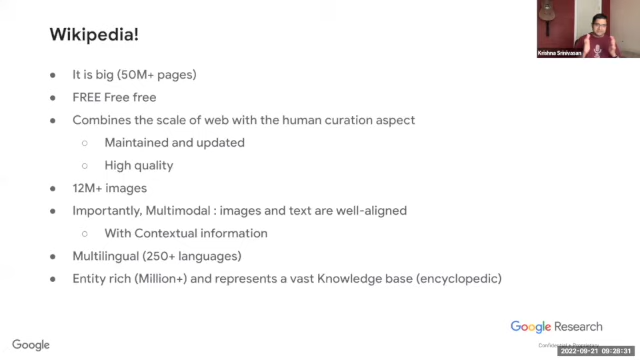 Wikipedia!
Krishna Srinivasan
● It is big (50M+ pages)
● FREE Free free
● Combines the scale of web with the human curation aspect
○ Maintained and updated
○ High quality
● 12M+ images
● Importantly, Multimodal : images and text are well-aligned
○ With Contextual information
● Multilingual (250+ languages)
● Entity rich (Million+) and represents a vast Knowledge base (encyclopedic)
Google Research
Google
2022-09-21 09:28:31